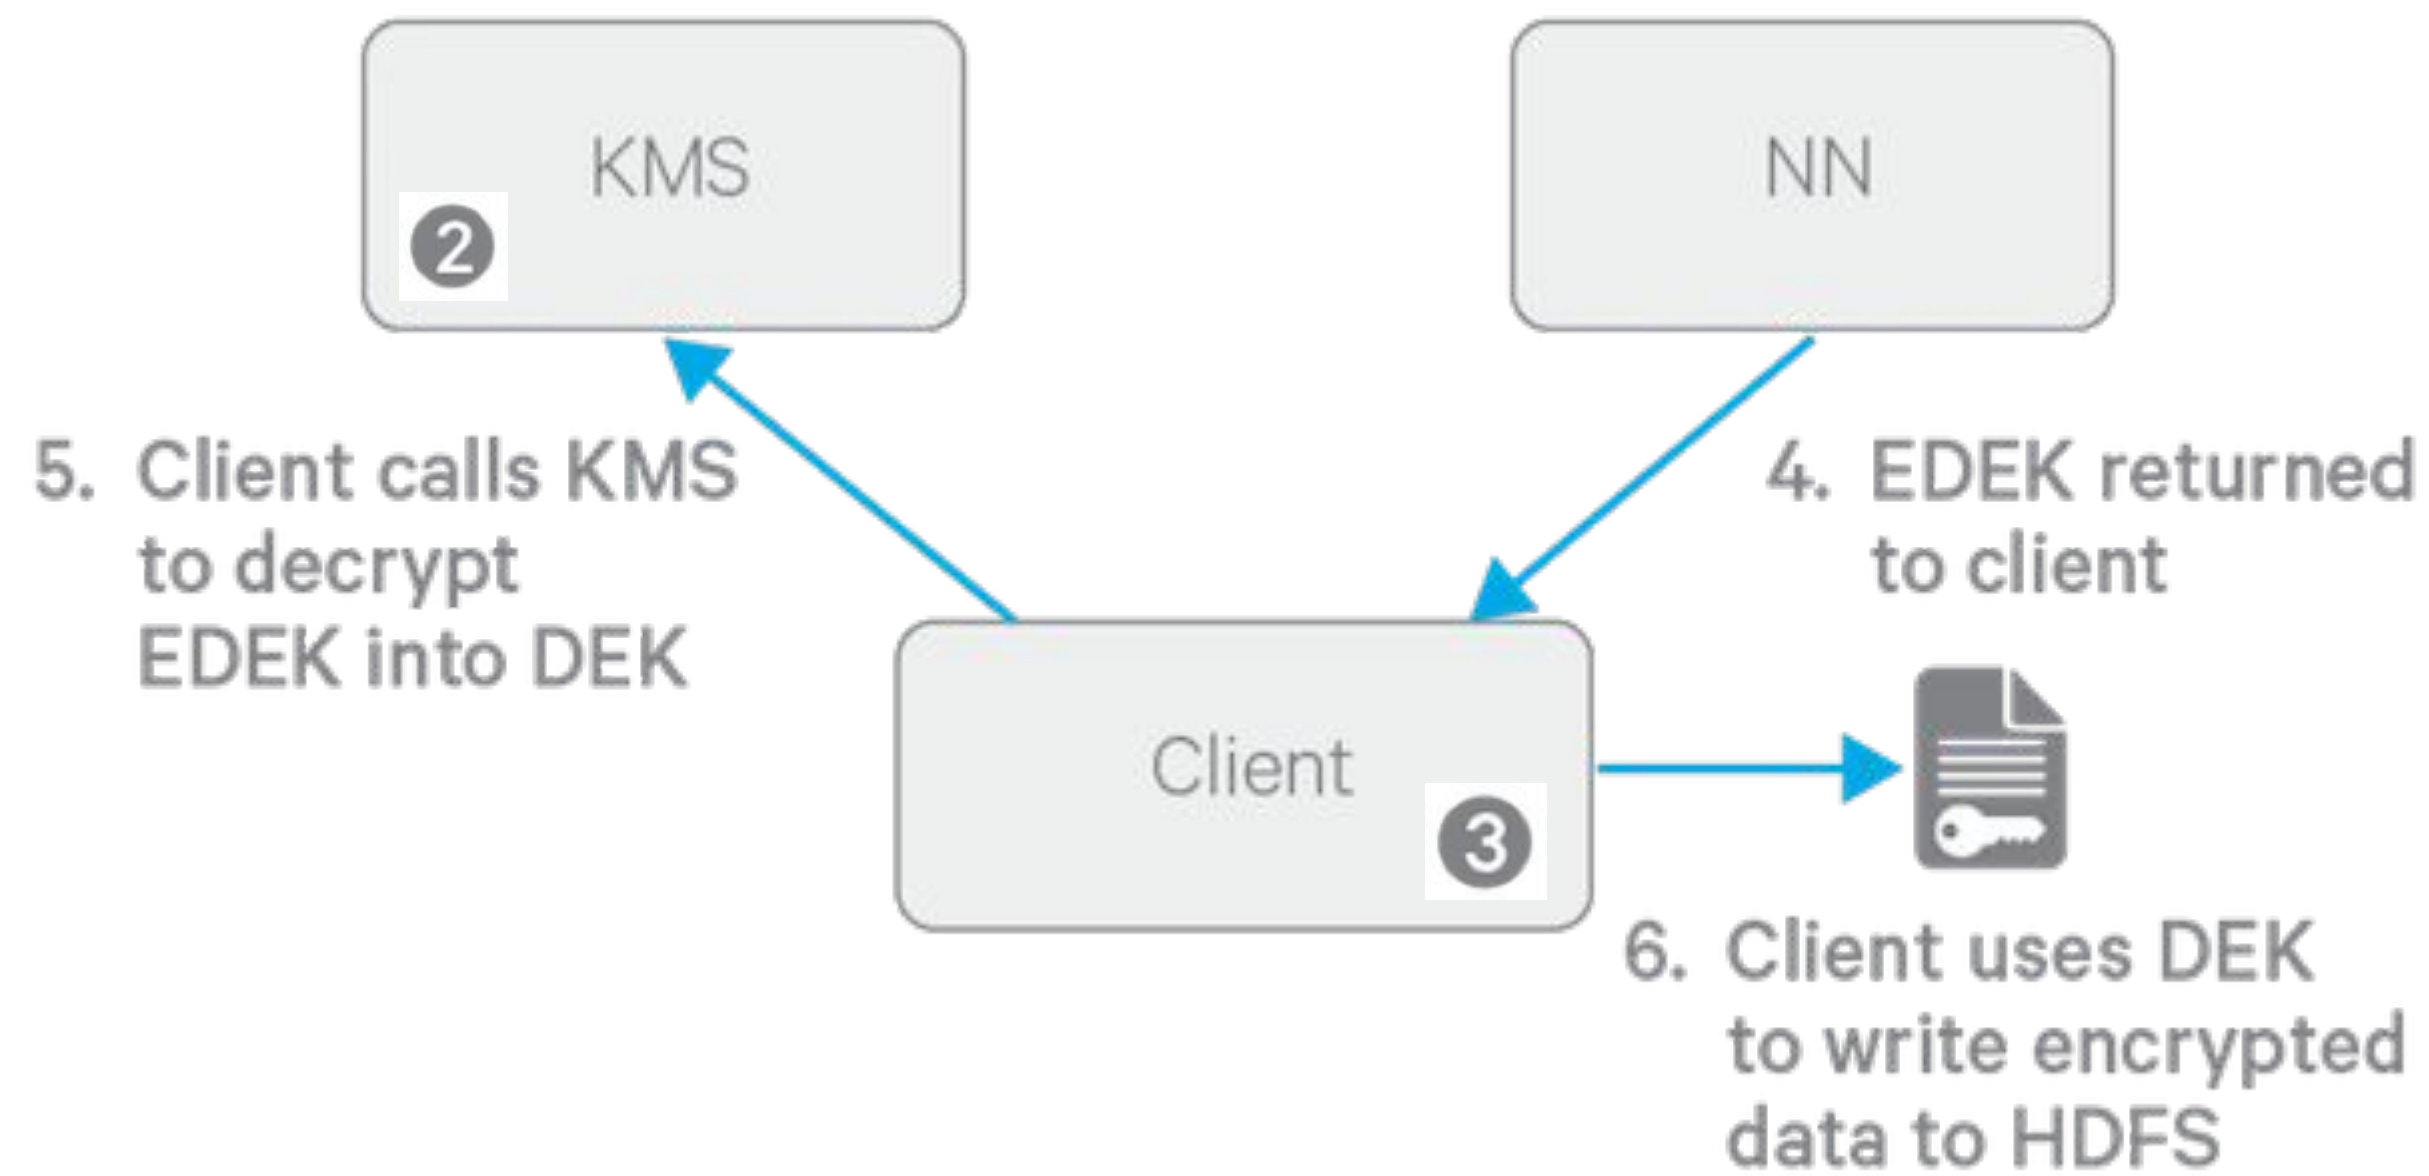 KMS
2
NN
5. Client calls KMS
to decrypt
EDEK into DEK
4. EDEK returned
to client
Client
3
6. Client uses DEK
to write encrypted
data to HDFS